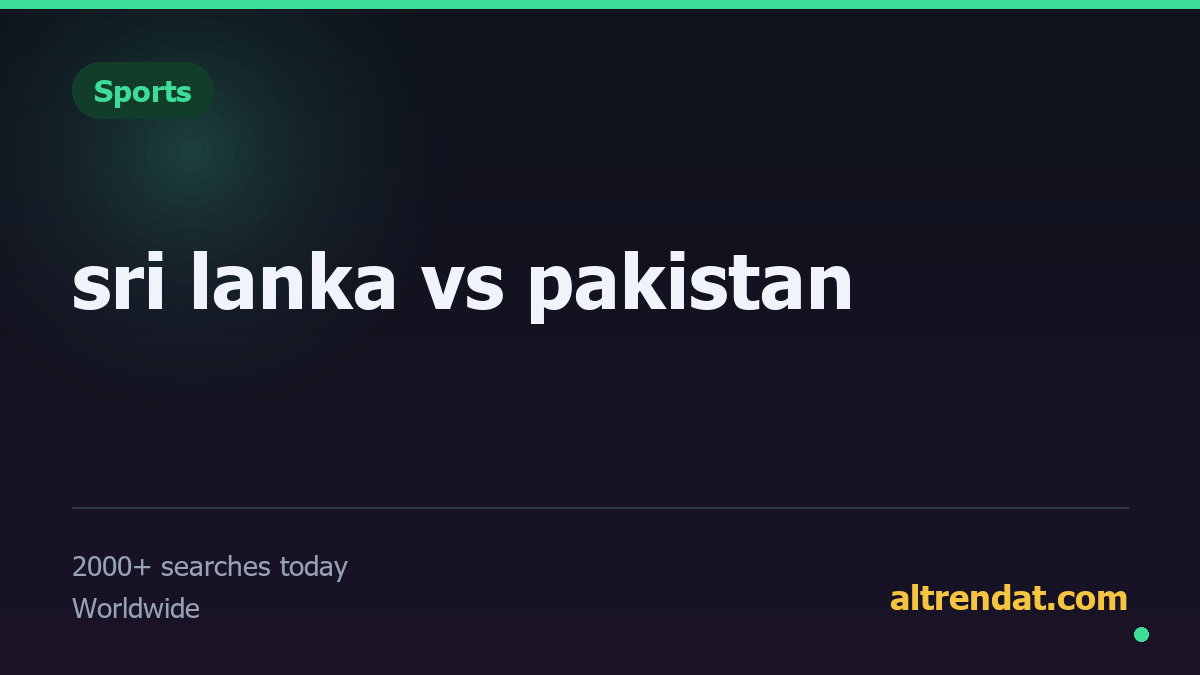 Sports
sri lanka vs pakistan
2000+ searches today
Worldwide
altrendat.com